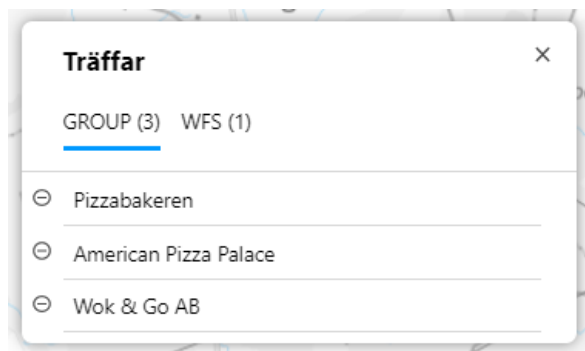 Träffar
GROUP (3) WFS (1)
Pizzabakeren
American Pizza Palace
Wok & Go AB